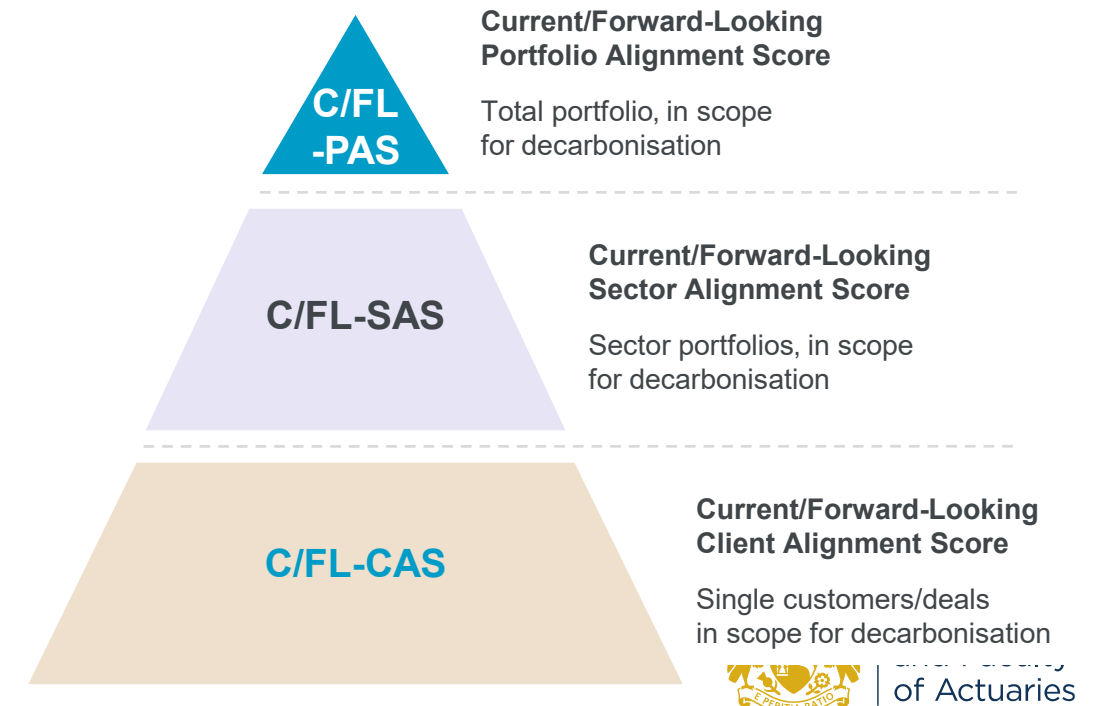 C/FL
-PAS
Current/Forward-Looking
Portfolio Alignment Score
Total portfolio, in scope
for decarbonisation
C/FL-SAS
Current/Forward-Looking
Sector Alignment Score
Sector portfolios, in scope
for decarbonisation
C/FL-CAS
Current/Forward-Looking
Client Alignment Score
Single customers/deals
in scope for decarbonisation
and Faculty
of Actuaries